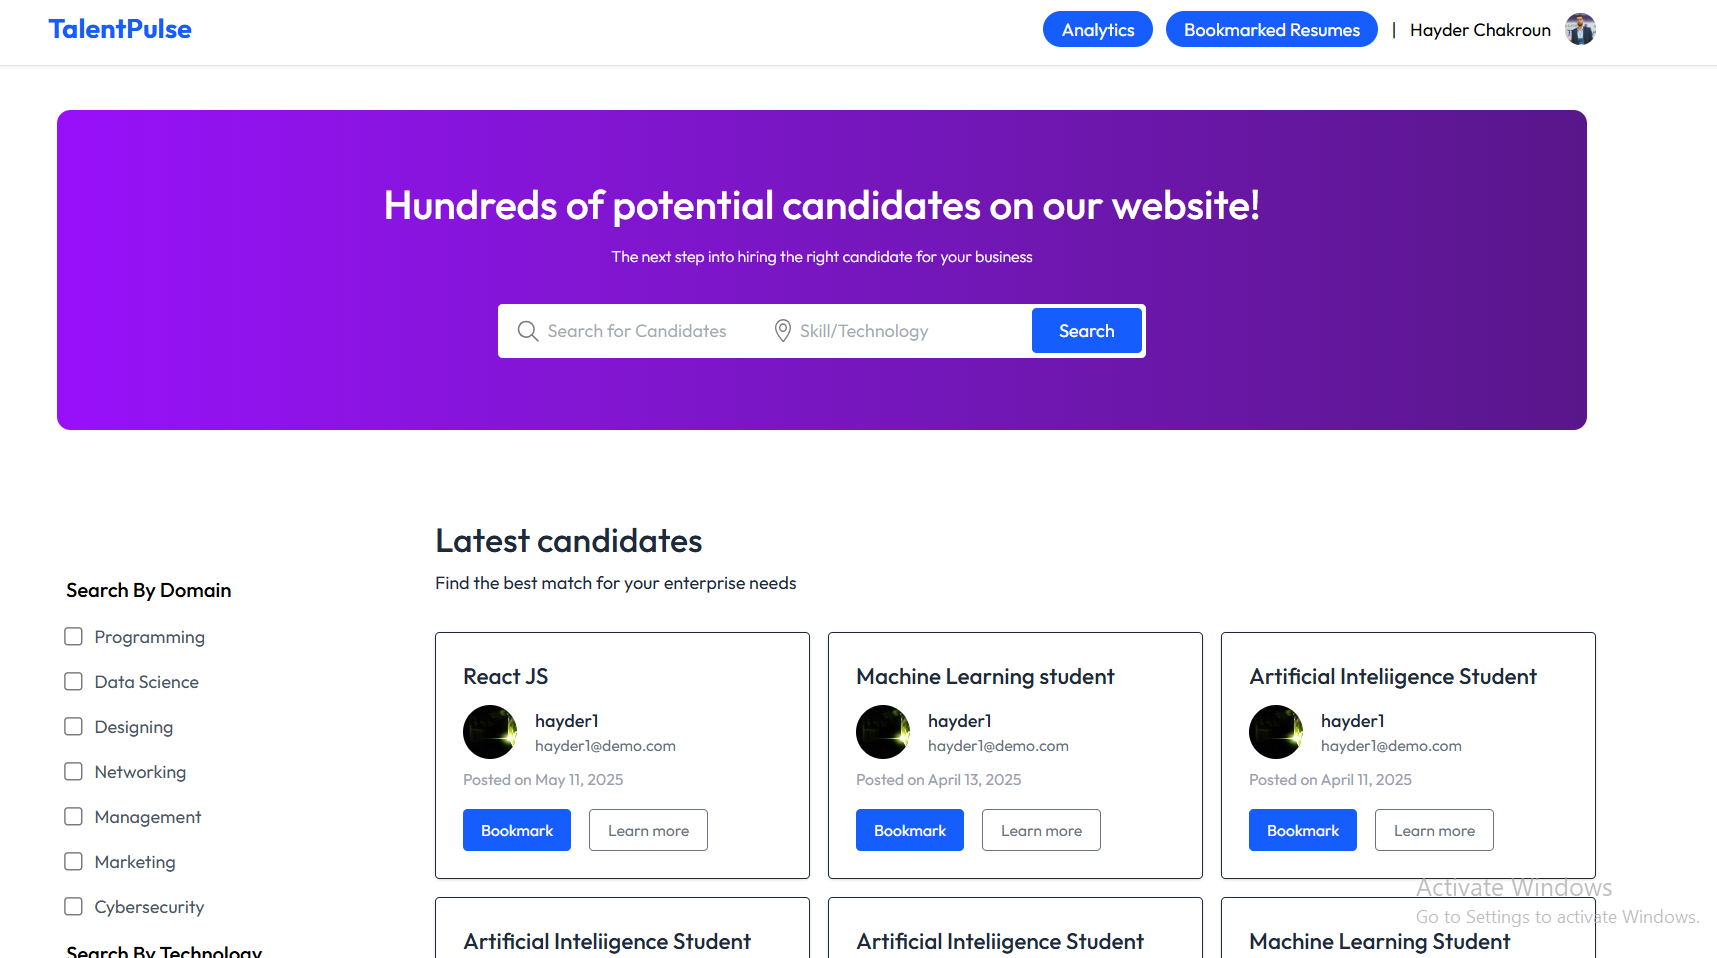 TalentPulse
Analytics
Bookmarked Resumes
|
Hayder Chakroun
Hundreds of potential candidates on our website!
The next step into hiring the right candidate for your business
Search for Candidates
Skill/Technology
Search
Latest candidates
Find the best match for your enterprise needs
Search By Domain
Programming
Data Science
Designing
Networking
Management
Marketing
Cybersecurity
Search By Technology
React JS
hayder1
hayder1@demo.com
Posted on May 11, 2025
Bookmark
Learn more
Machine Learning student
hayder1
hayder1@demo.com
Posted on April 13, 2025
Bookmark
Learn more
Artificial Inteliigence Student
hayder1
hayder1@demo.com
Posted on April 11, 2025
Bookmark
Learn more
Artificial Inteliigence Student
Artificial Inteliigence Student
Machine Learning Student
Activate Windows
Go to Settings to activate Windows.